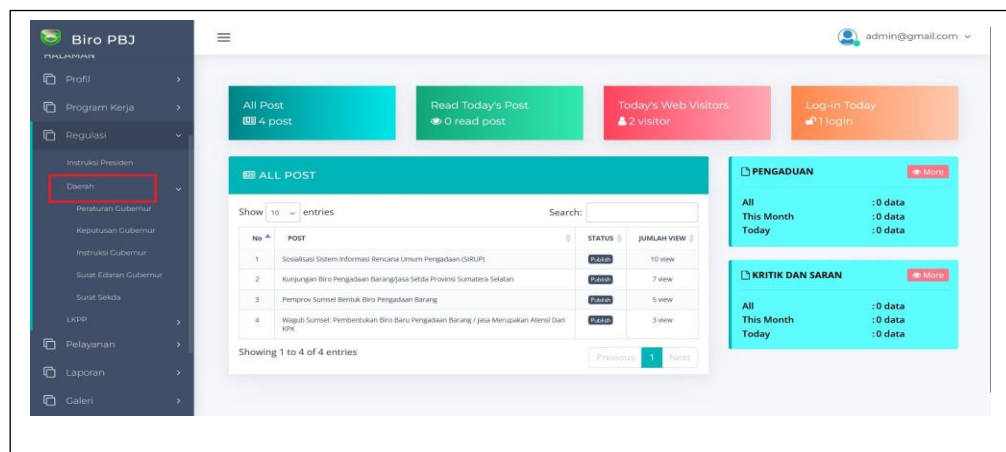 Biro PBJ
admin@gmail.com
HALAMAN
Profil
Program Kerja
Regulasi
Instruksi Presiden
Daerah
Peraturan Gubernur
Keputusan Gubernur
Instruksi Gubernur
Surat Edaran Gubernur
Surat Sekda
LKPP
Pelayanan
Laporan
Galeri
All Post
4 post
Read Today's Post
0 read post
Today's Web Visitors
2 visitor
Log-in Today
1 login
ALL POST
Show 10 entries Search:
No POST STATUS JUMLAH VIEW
1 Sosialisasi Sistem Informasi Rencana Umum Pengadaan (SIRUP) Publish 10 view
2 Kunjungan Biro Pengadaan Barang/Jasa Setda Provinsi Sumatera Selatan Publish 7 view
3 Pemprov Sumsel Bentuk Biro Pengadaan Barang Publish 5 view
4 Wagub Sumsel: Pembentukan Biro Baru Pengadaan Barang / Jasa Merupakan Atensi Dari Publish 3 view
KPK
Showing 1 to 4 of 4 entries
Previous 1 Next
PENGADUAN More
All : 0 data
This Month : 0 data
Today : 0 data
KRITIK DAN SARAN More
All : 0 data
This Month : 0 data
Today : 0 data